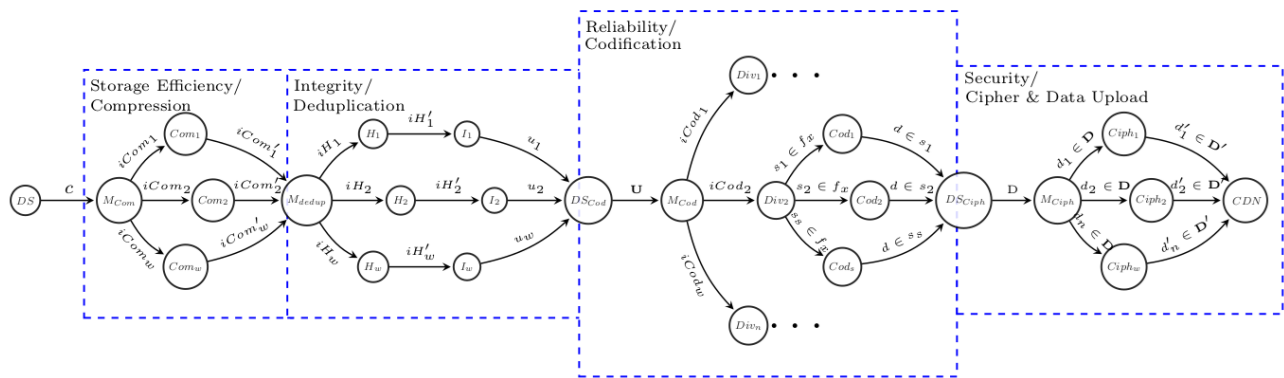 Reliability/
Codification
Storage Efficiency/
Compression
Integrity/
Deduplication
Security/
Cipher & Data Upload
DS
C
M_Com
iCom_1
iCom_2
iCom_w
Com_1
Com_2
Com_w
iCom'_1
iCom'_2
iCom'_w
M_dedup
iH_1
iH_2
iH_w
H_1
H_2
H_w
iH'_1
iH'_2
iH'_w
I_1
I_2
I_w
u_1
u_2
u_w
DS_Cod
U
M_Cod
iCod_1
iCod_2
iCod_w
Div_1
• • •
Div_2
Div_n
• • •
s_1 ∈ f_x
s_2 ∈ f_x
s_s ∈ f_x
Cod_1
Cod_2
Cod_s
d ∈ s_1
d ∈ s_2
d ∈ s_s
DS_Ciph
D
M_Ciph
d_1 ∈ D
d_2 ∈ D
d_n ∈ D
Ciph_1
Ciph_2
Ciph_w
d'_1 ∈ D'
d'_2 ∈ D'
d'_n ∈ D'
CDN